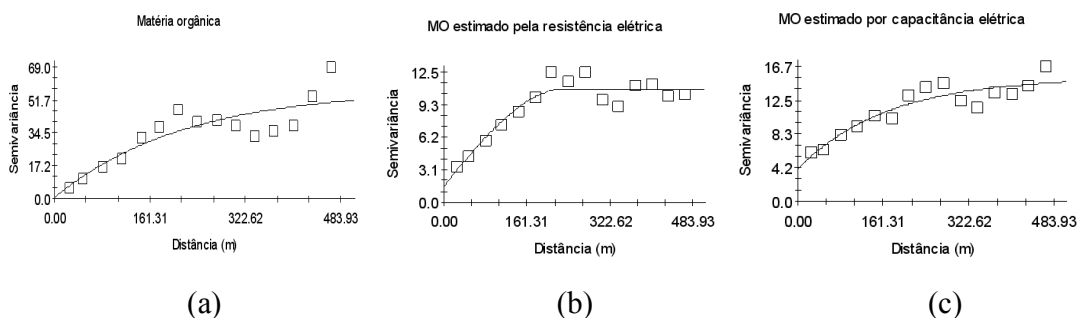 Matéria orgânica
69.0
51.7
34.5
17.2
0.0
Semivariância
0.00 161.31 322.62 483.93
Distância (m)
(a)
MO estimado pela resistência elétrica
12.5
9.3
6.2
3.1
0.0
Semivariância
0.00 161.31 322.62 483.93
Distância (m)
(b)
MO estimado por capacitância elétrica
16.7
12.5
8.3
4.2
0.0
Semivariância
0.00 161.31 322.62 483.93
Distância (m)
(c)